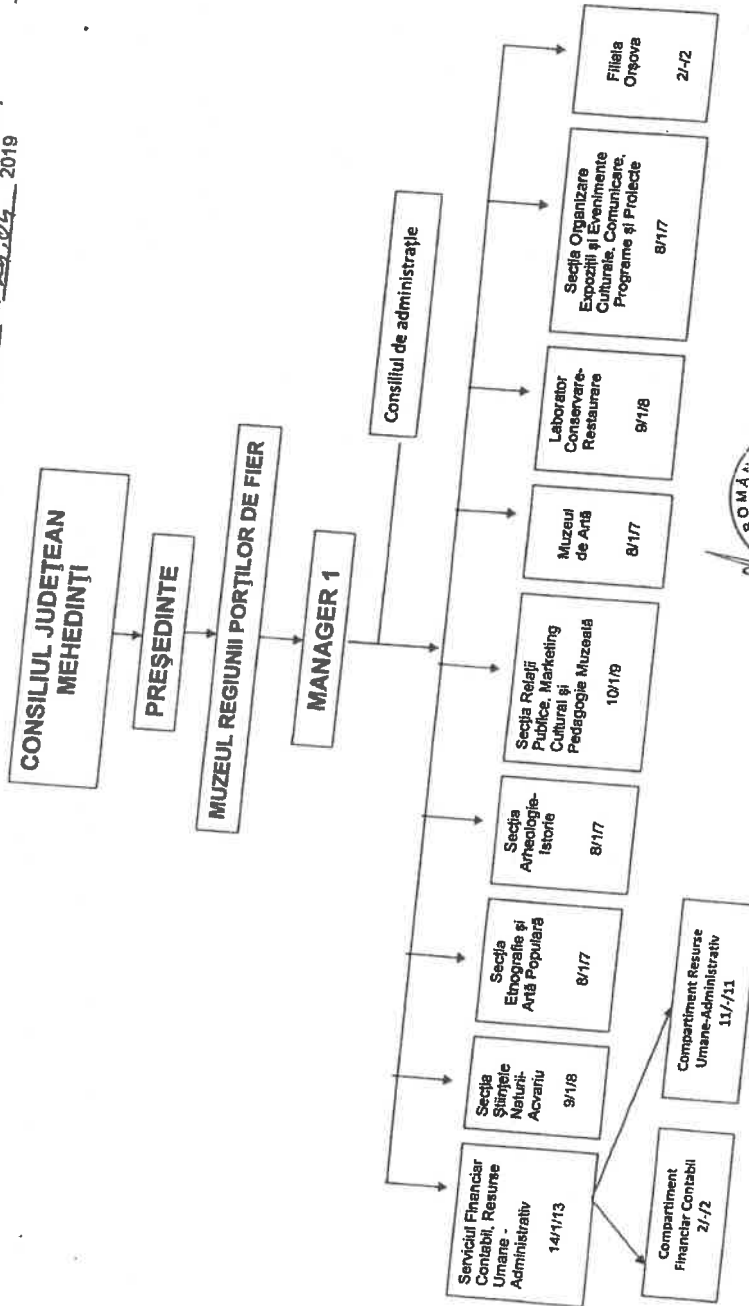 2019
CONSILIUL JUDEȚEAN
MEHEDINȚI
PREȘEDINTE
MUZEUL REGIUNII PORȚILOR DE FIER
MANAGER 1
Consiliul de administrație
Serviciul Financiar
Contabil, Resurse
Umane -
Administrativ
14/1/13
Secția
Științele
Naturii-
Acvariu
9/1/8
Secția
Etnografie și
Artă Populară
8/1/7
Secția
Arheologie-
Istorie
8/1/7
Secția Relații
Publice, Marketing
Cultural și
Pedagogie Muzeală
10/1/9
Muzeul
de Artă
8/1/7
Laborator
Conservare-
Restaurare
9/1/8
Secția Organizare
Expoziții și Evenimente
Culturale, Comunicare,
Programe și Proiecte
8/1/7
Filiala
Orșova
2/-/2
Compartiment
Financiar Contabil
2/-/2
Compartiment Resurse
Umane-Administrativ
11/-/11